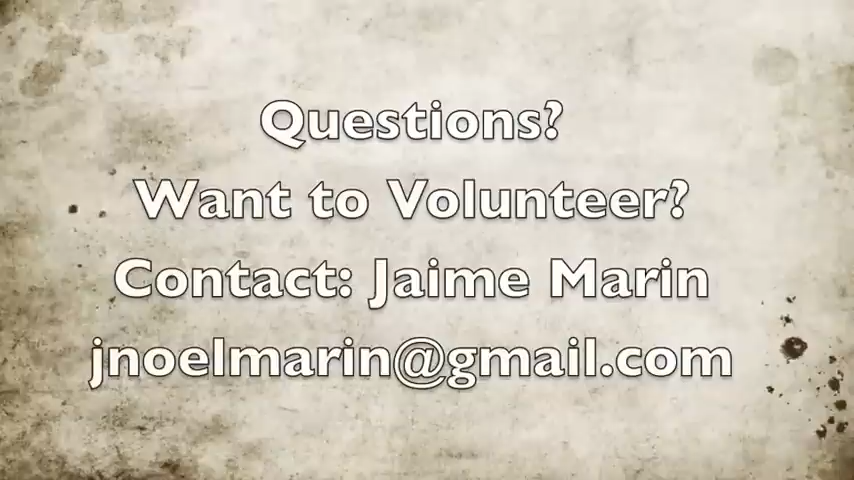 Questions?
Want to Volunteer?
Contact: Jaime Marin
jnoelmarin@gmail.com